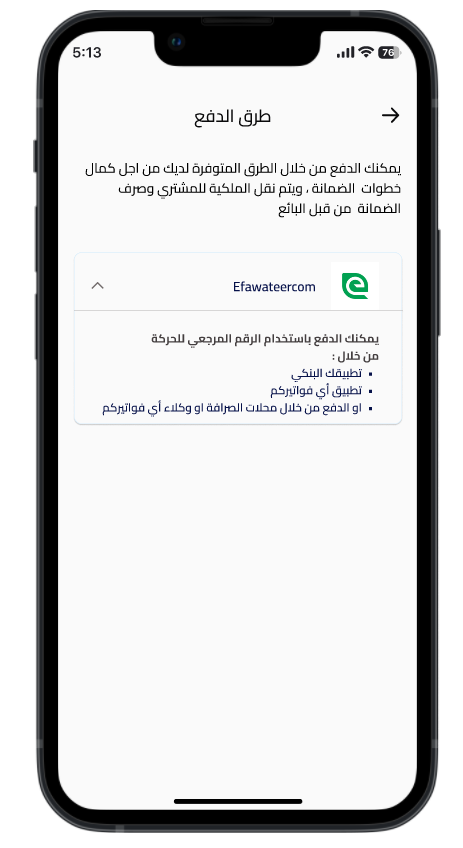 5:13
76
طرق الدفع
يمكنك الدفع من خلال الطرق المتوفرة لديك من اجل كمال
خطوات الضمانة ، ويتم نقل الملكية للمشتري وصرف
الضمانة من قبل البائع
Efawateercom
يمكنك الدفع باستخدام الرقم المرجعي للحركة
من خلال :
▪ تطبيقك البنكي
▪ تطبيق أي فواتيركم
▪ او الدفع من خلال محلات الصرافة او وكلاء أي فواتيركم